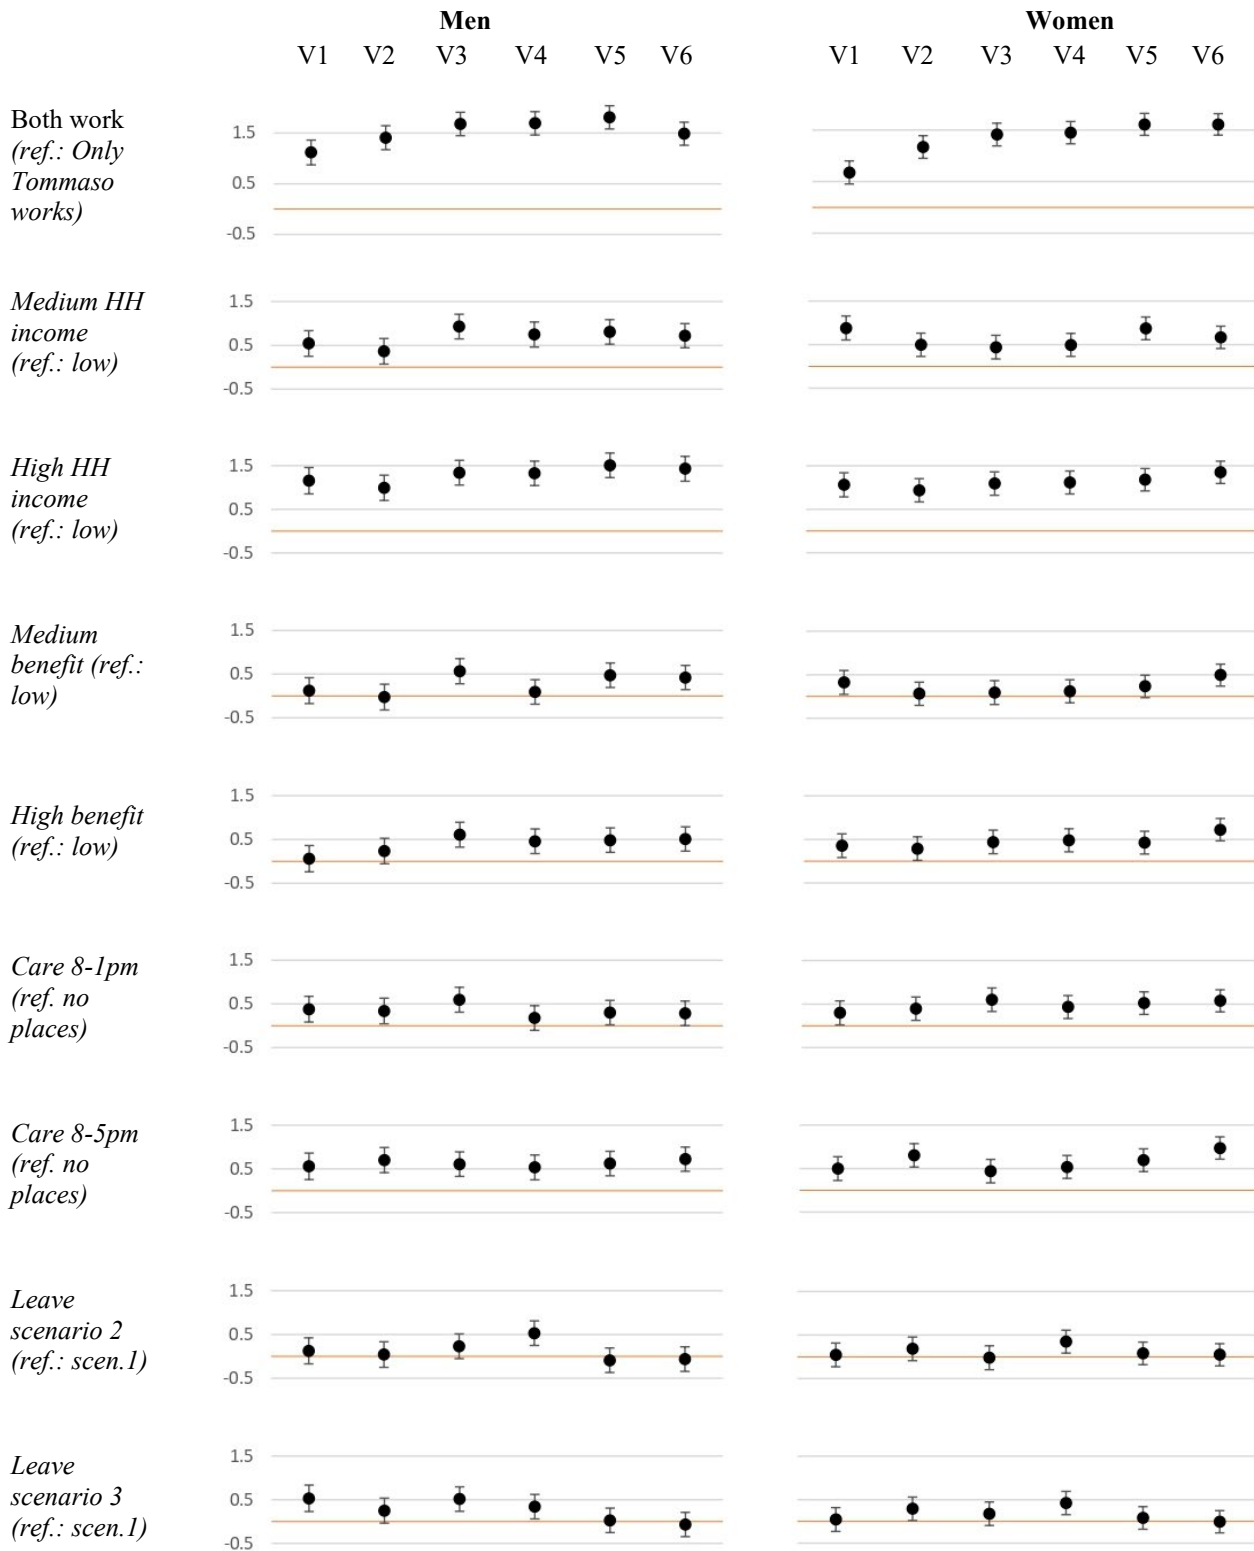 Men Women
V1 V2 V3 V4 V5 V6 V1 V2 V3 V4 V5 V6
Both work
(ref.: Only
Tommaso
works)
1.5
0.5
-0.5
Medium HH
income
(ref.: low)
1.5
0.5
-0.5
High HH
income
(ref.: low)
1.5
0.5
-0.5
Medium
benefit (ref.:
low)
1.5
0.5
-0.5
High benefit
(ref.: low)
1.5
0.5
-0.5
Care 8-1pm
(ref. no
places)
1.5
0.5
-0.5
Care 8-5pm
(ref. no
places)
1.5
0.5
-0.5
Leave
scenario 2
(ref.: scen.1)
1.5
0.5
-0.5
Leave
scenario 3
(ref.: scen.1)
1.5
0.5
-0.5